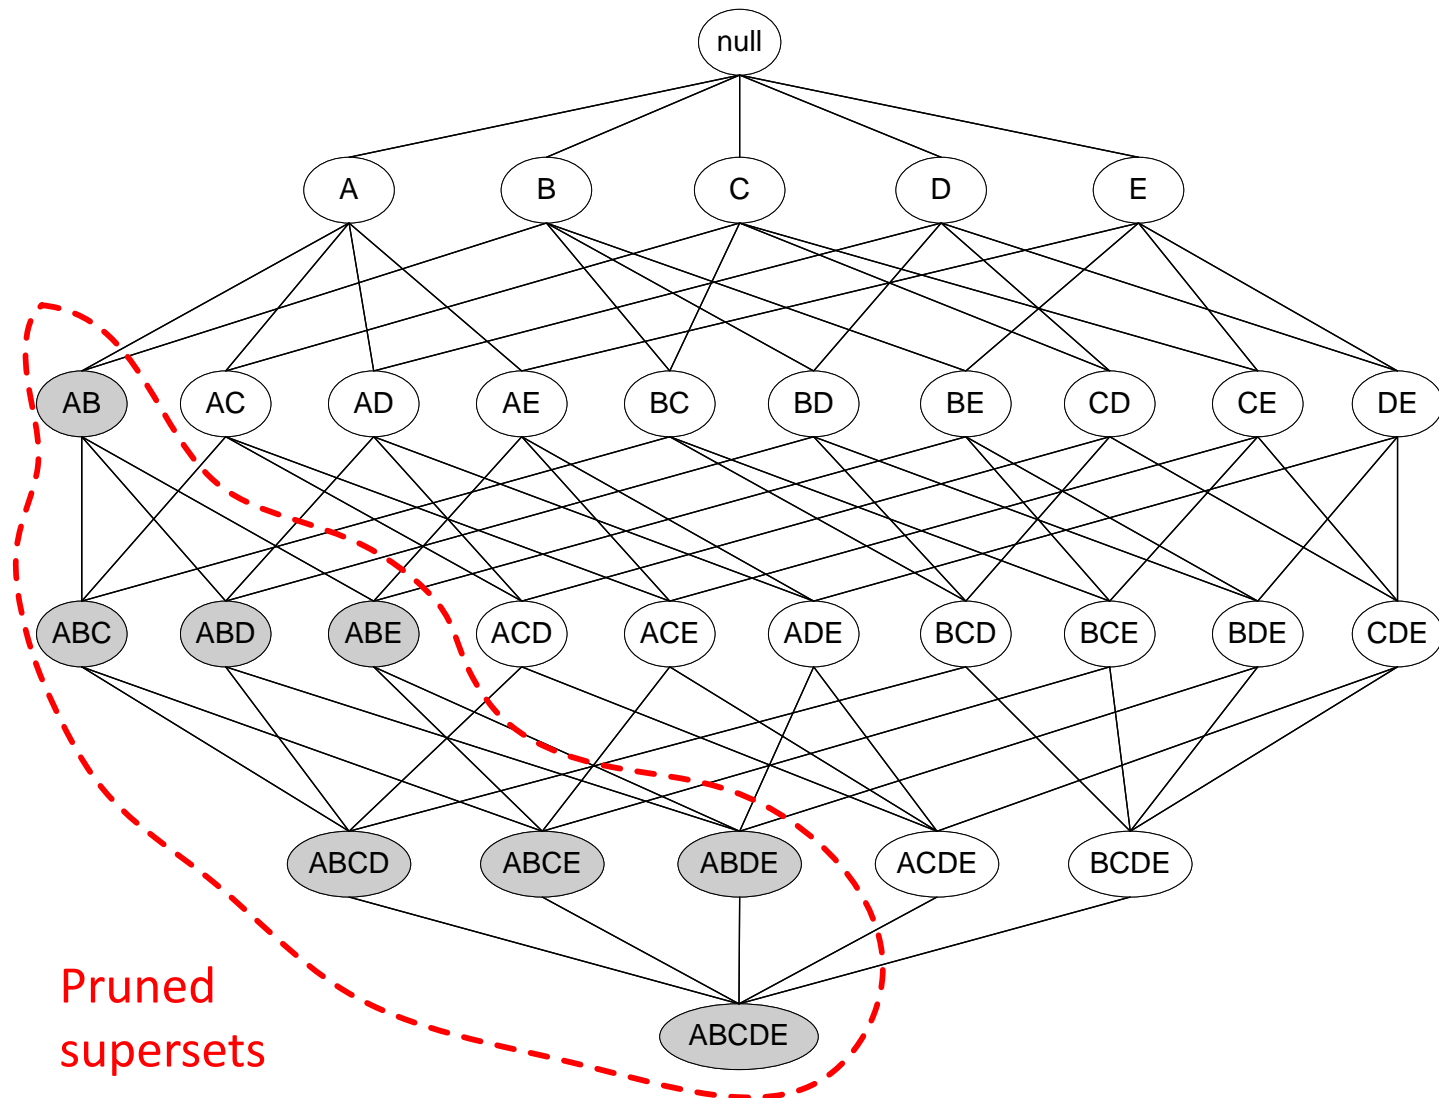 null
A B C D E
AB AC AD AE BC BD BE CD CE DE
ABC ABD ABE ACD ACE ADE BCD BCE BDE CDE
ABCD ABCE ABDE ACDE BCDE
Pruned
supersets
ABCDE